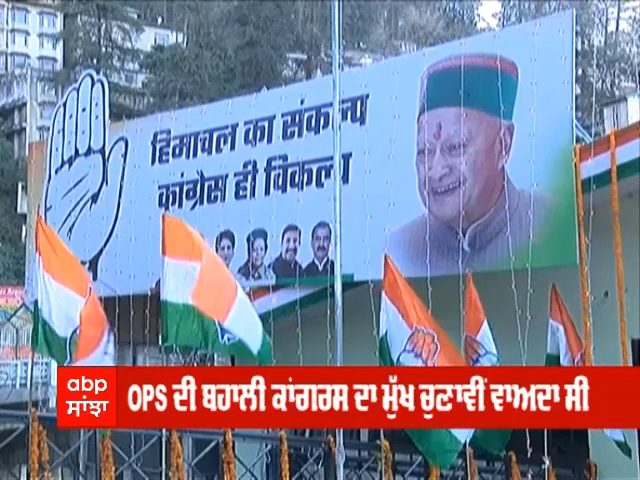 हिमाचल का संकल्प
कांग्रेस ही विकल्प
abp
ਸਾਂਝਾ
OPS ਦੀ ਬਹਾਲੀ ਕਾਂਗਰਸ ਦਾ ਮੁੱਖ ਚੁਣਾਵੀਂ ਵਾਅਦਾ ਸੀ